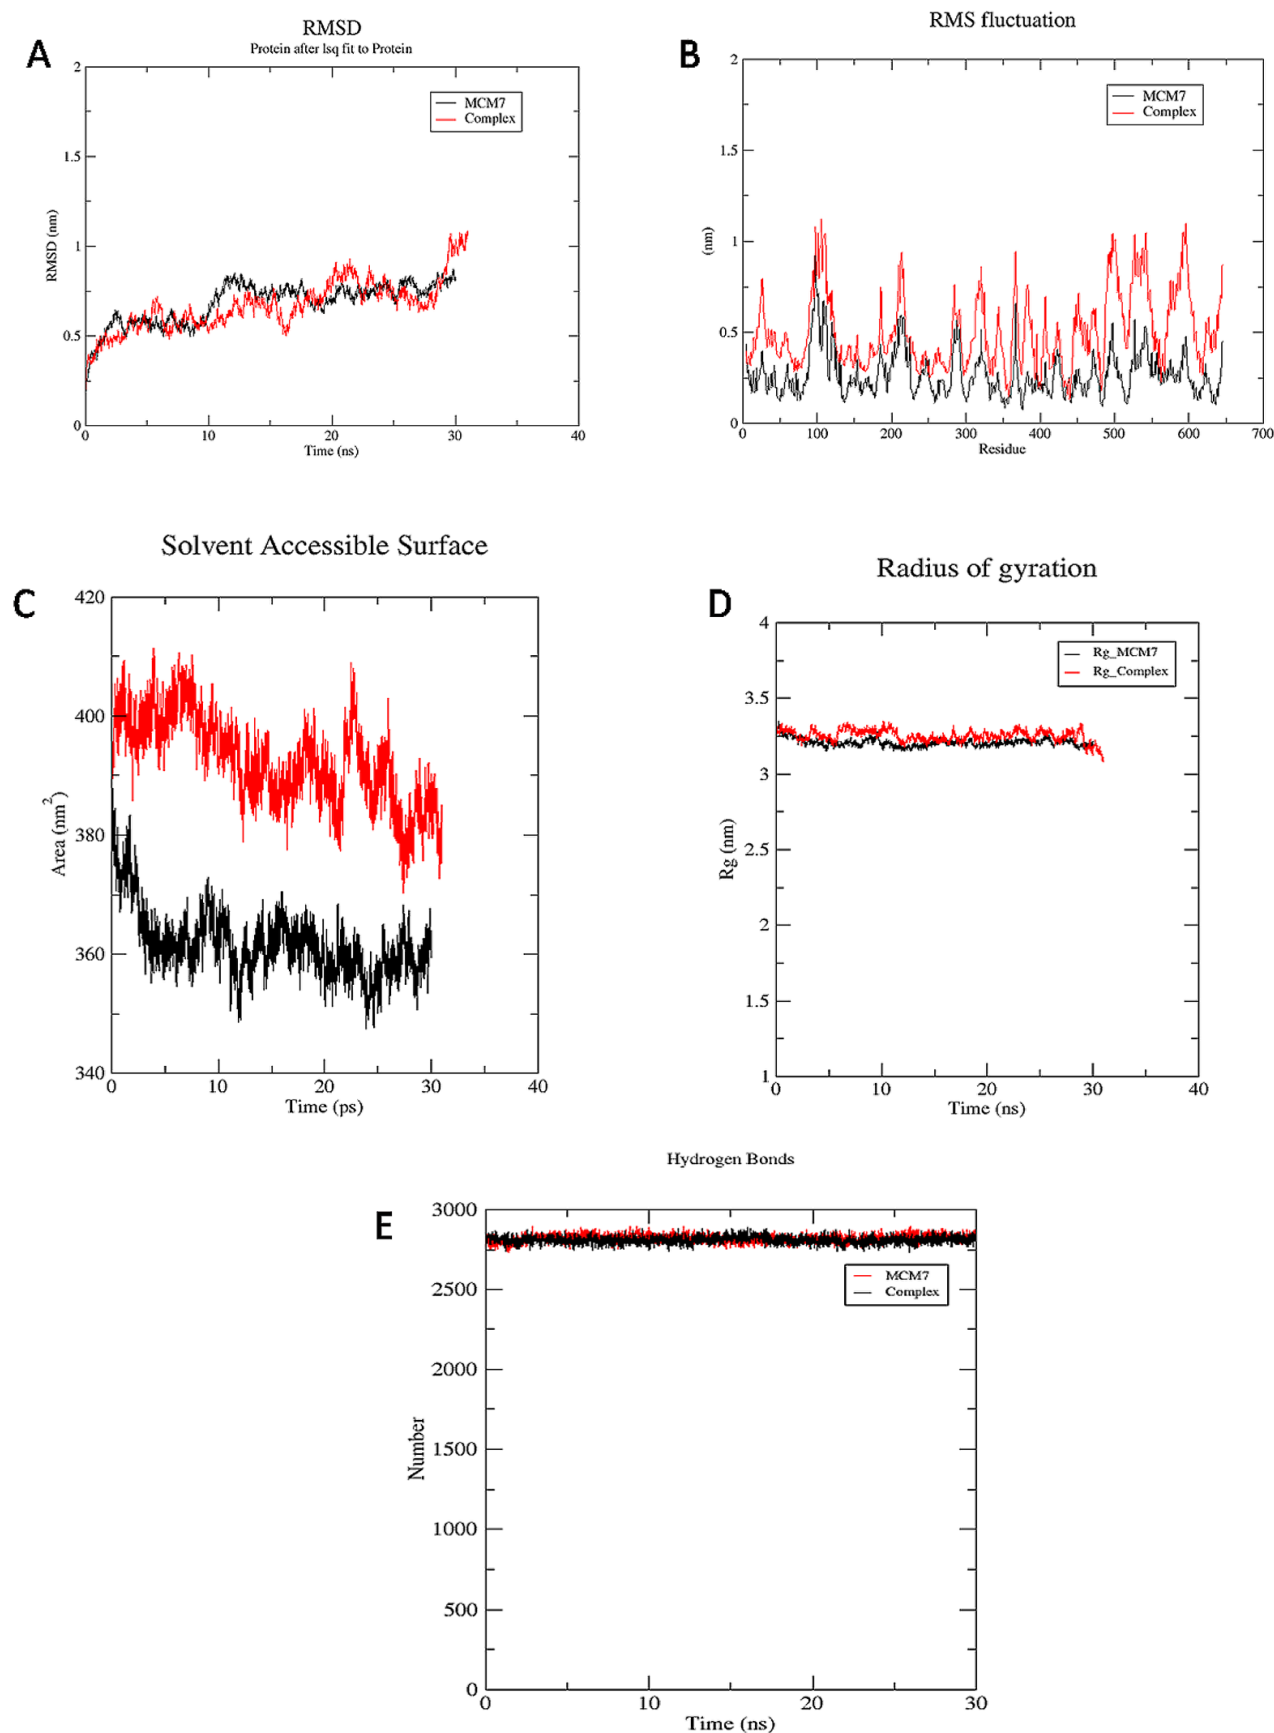 RMSD
Protein after lsq fit to Protein
A
2
1.5
1
0.5
0
RMSD (nm)
MCM7
Complex
0
10
20
30
40
Time (ns)
RMS fluctuation
B
2
1.5
1
0.5
0
(nm)
MCM7
Complex
0
100
200
300
400
500
600
700
Residue
Solvent Accessible Surface
C
420
400
380
360
340
Area (nm²)
0
10
20
30
40
Time (ps)
Radius of gyration
D
4
3.5
3
2.5
2
1.5
1
Rg (nm)
Rg_MCM7
Rg_Complex
0
10
20
30
40
Time (ns)
Hydrogen Bonds
E
3000
2500
2000
1500
1000
500
0
Number
MCM7
Complex
0
10
20
30
Time (ns)